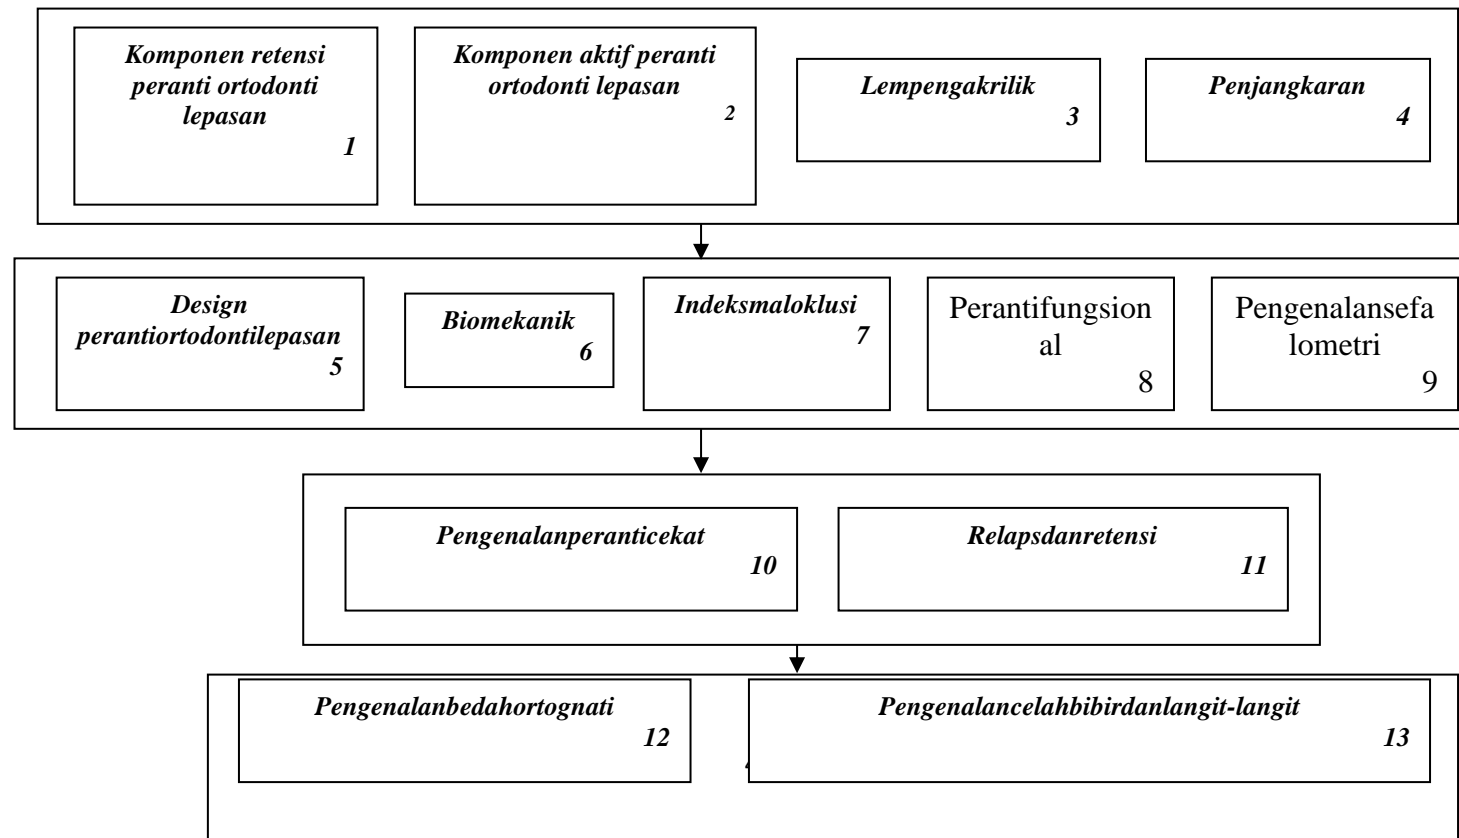 Komponen retensi
peranti ortodonti
lepasan
1
Komponen aktif peranti
ortodonti lepasan
2
Lempengakrilik
3
Penjangkaran
4
Design
perantiortodontilepasan
5
Biomekanik
6
Indeksmaloklusi
7
Perantifungsion
al
8
Pengenalansefa
lometri
9
Pengenalanperanticekat
10
Relapsdanretensi
11
Pengenalanbedahortognati
12
Pengenalancelahbibirdanlangit-langit
13